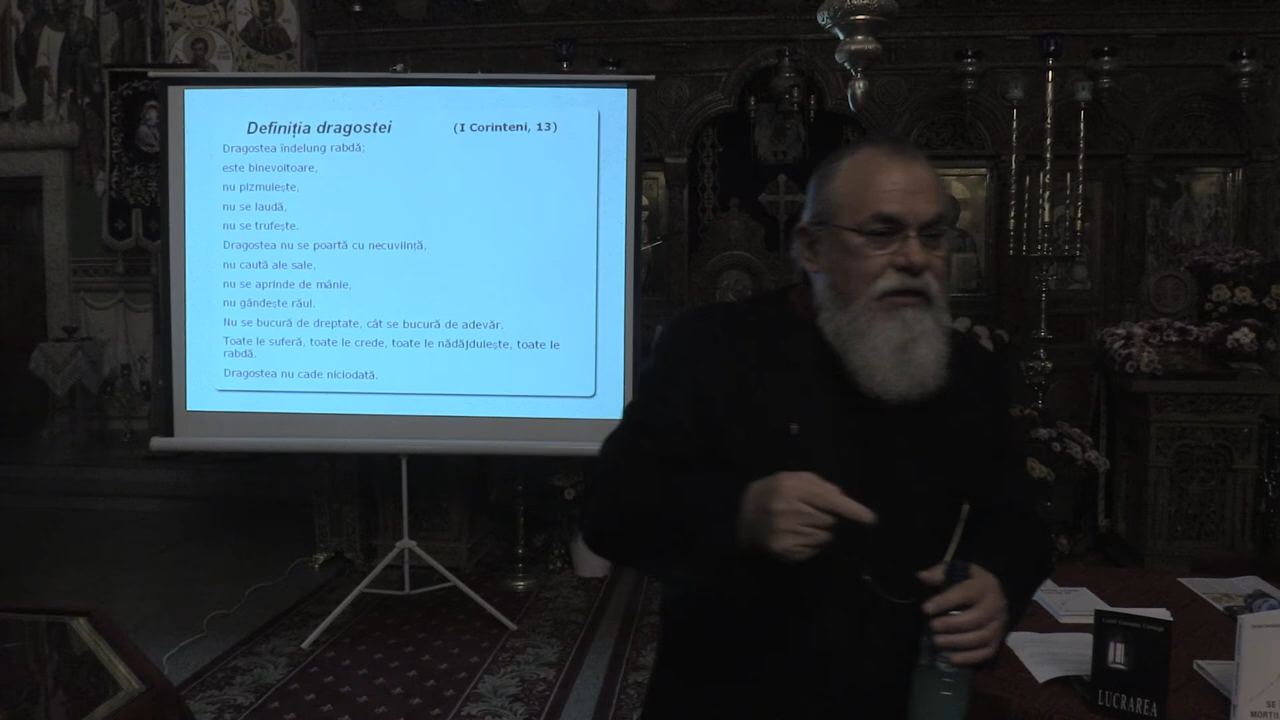 Definiția dragostei (I Corinteni, 13)
Dragostea îndelung rabdă;
este binevoitoare,
nu pizmuiește,
nu se laudă,
nu se trufește.
Dragostea nu se poartă cu necuviință,
nu caută ale sale,
nu se aprinde de mânie,
nu gândește răul.
Nu se bucură de dreptate, cât se bucură de adevăr.
Toate le suferă, toate le crede, toate le nădăjduiește, toate le
rabdă.
Dragostea nu cade niciodată.
LUCRAREA